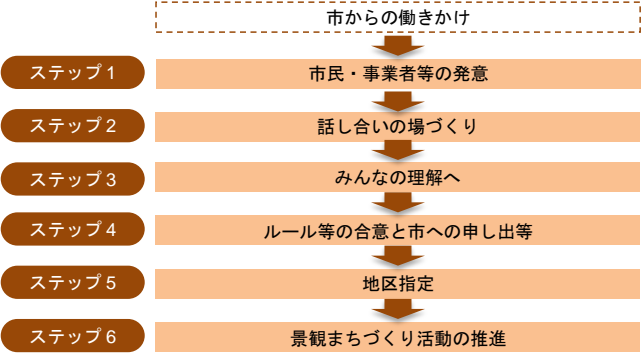 市からの働きかけ
ステップ1 市民・事業者等の発意
ステップ2 話し合いの場づくり
ステップ3 みんなの理解へ
ステップ4 ルール等の合意と市への申し出等
ステップ5 地区指定
ステップ6 景観まちづくり活動の推進